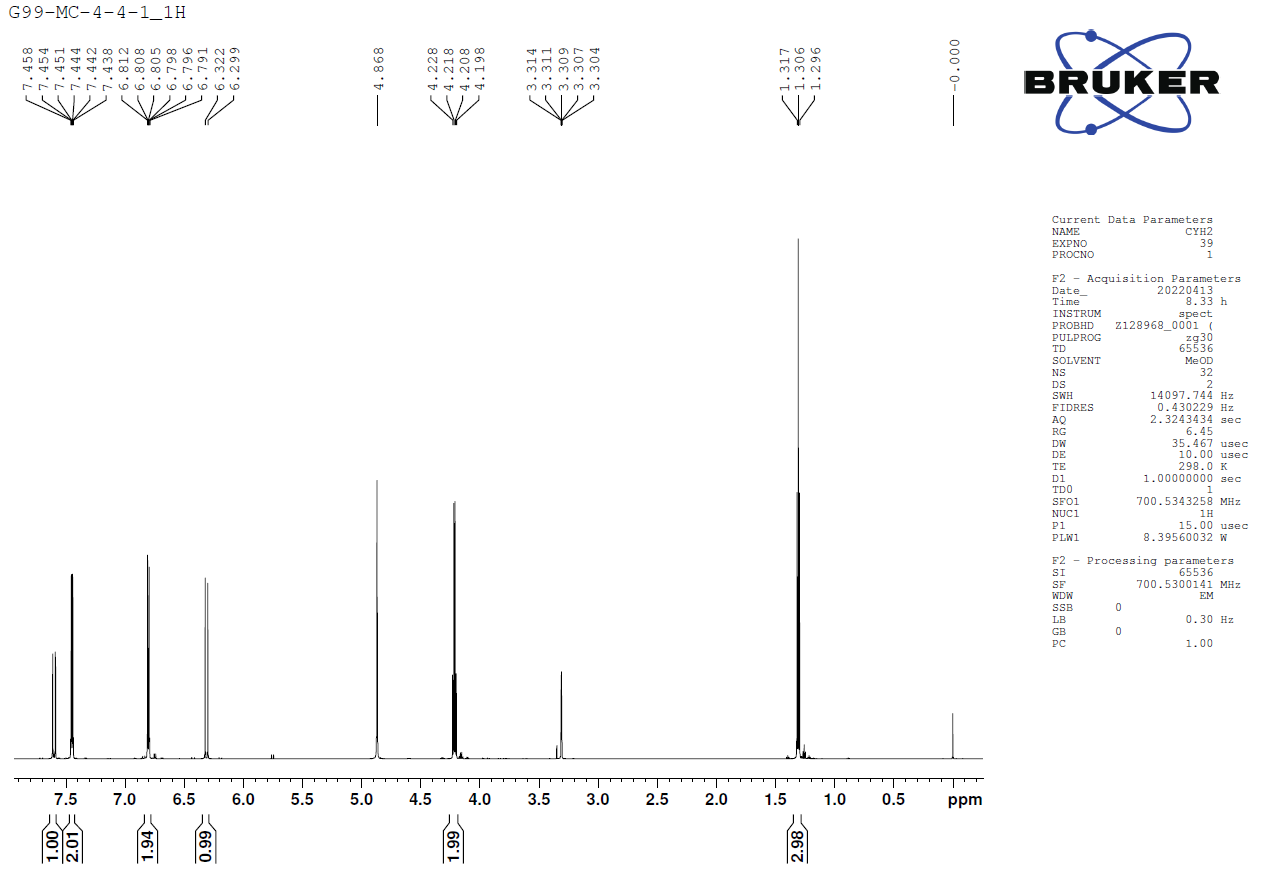 G99-MC-4-4-1_1H
7.458
7.454
7.451
7.444
7.442
7.438
6.812
6.808
6.805
6.798
6.796
6.791
6.322
6.299
4.868
4.228
4.218
4.208
4.198
3.314
3.311
3.309
3.307
3.304
1.317
1.306
1.296
-0.000
BRUKER
Current Data Parameters
NAME CYH2
EXPNO 39
PROCNO 1
F2 - Acquisition Parameters
Date_ 20220413
Time 8.33 h
INSTRUM spect
PROBHD Z128968_0001 (
PULPROG zg30
TD 65536
SOLVENT MeOD
NS 32
DS 2
SWH 14097.744 Hz
FIDRES 0.430229 Hz
AQ 2.3243434 sec
RG 6.45
DW 35.467 usec
DE 10.00 usec
TE 298.0 K
D1 1.00000000 sec
TD0 1
SFO1 700.5343258 MHz
NUC1 1H
P1 15.00 usec
PLW1 8.39560032 W
F2 - Processing parameters
SI 65536
SF 700.5300141 MHz
WDW EM
SSB 0
LB 0.30 Hz
GB 0
PC 1.00
7.5 7.0 6.5 6.0 5.5 5.0 4.5 4.0 3.5 3.0 2.5 2.0 1.5 1.0 0.5 ppm
1.00
2.01
1.94
0.99
1.99
2.98